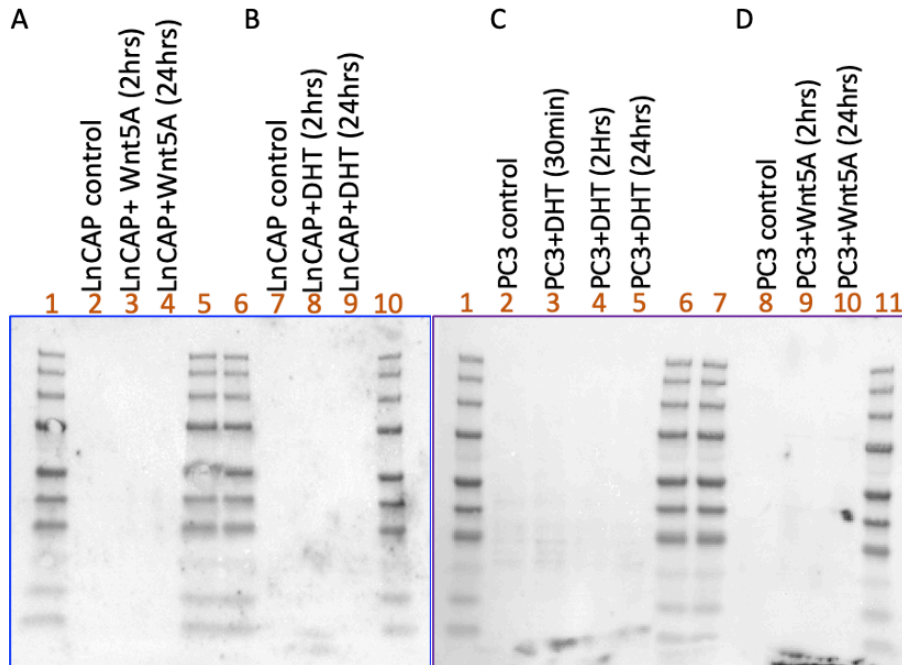 A
B
C
D
LnCAP control
LnCAP+ Wnt5A (2hrs)
LnCAP+Wnt5A (24hrs)
LnCAP control
LnCAP+DHT (2hrs)
LnCAP+DHT (24hrs)
PC3 control
PC3+DHT (30min)
PC3+DHT (2Hrs)
PC3+DHT (24hrs)
PC3 control
PC3+Wnt5A (2hrs)
PC3+Wnt5A (24hrs)
1 2 3 4 5 6 7 8 9 10
1 2 3 4 5 6 7 8 9 10 11